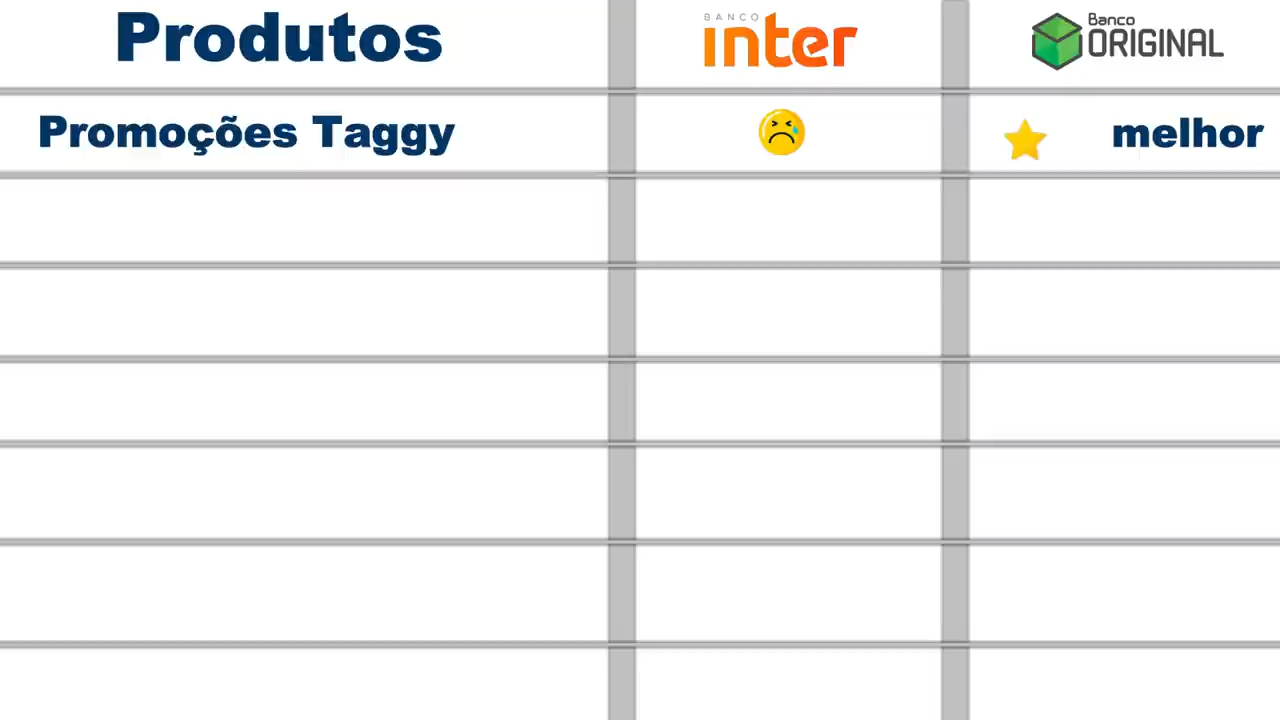 Produtos
BANCO
inter
Banco
ORIGINAL
Promoções Taggy
melhor